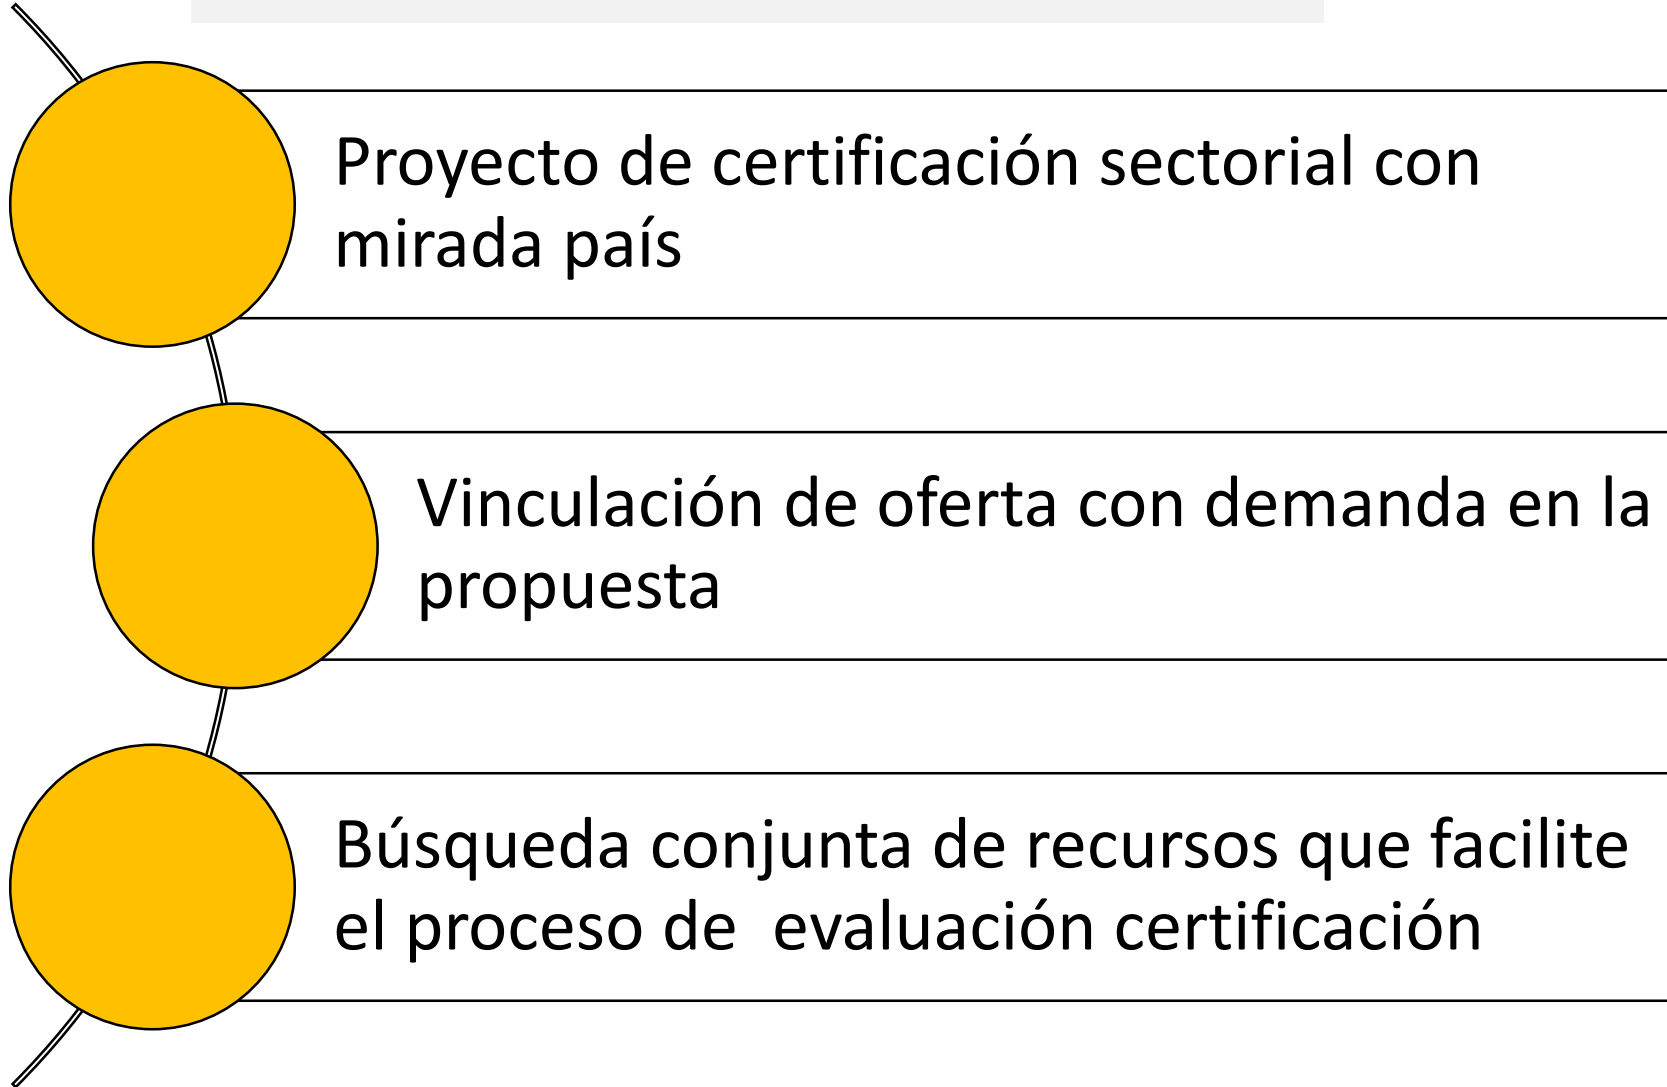 Proyecto de certificación sectorial con
mirada país
Vinculación de oferta con demanda en la
propuesta
Búsqueda conjunta de recursos que facilite
el proceso de  evaluación certificación